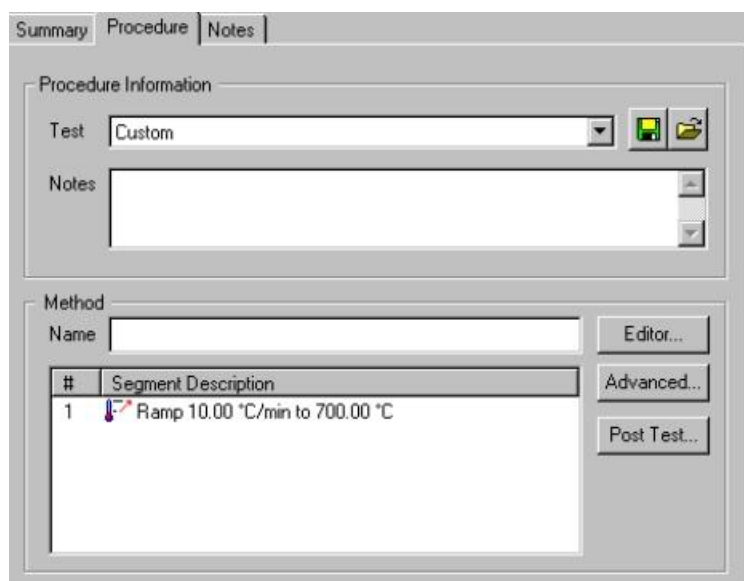 Summary Procedure Notes
Procedure Information
Test Custom
Notes
Method
Name Editor...
# Segment Description Advanced...
1 Ramp 10.00 °C/min to 700.00 °C
Post Test...